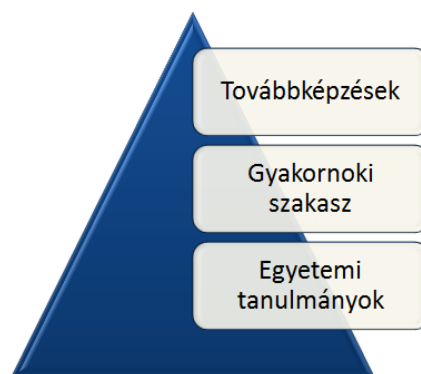 Továbbképzések
Gyakornoki
szakasz
Egyetemi
tanulmányok